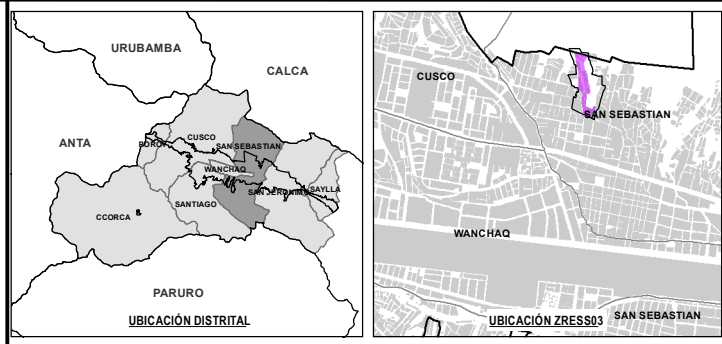 URUBAMBA
CALCA
ANTA
CUSCO
POROY
SAN SEBASTIAN
WANCHAQ
SAN JERONIMO
SAYLLA
SANTIAGO
CCORCA
PARURO
UBICACIÓN DISTRITAL
CUSCO
SAN SEBASTIAN
WANCHAQ
SAN SEBASTIAN
UBICACIÓN ZRESS03